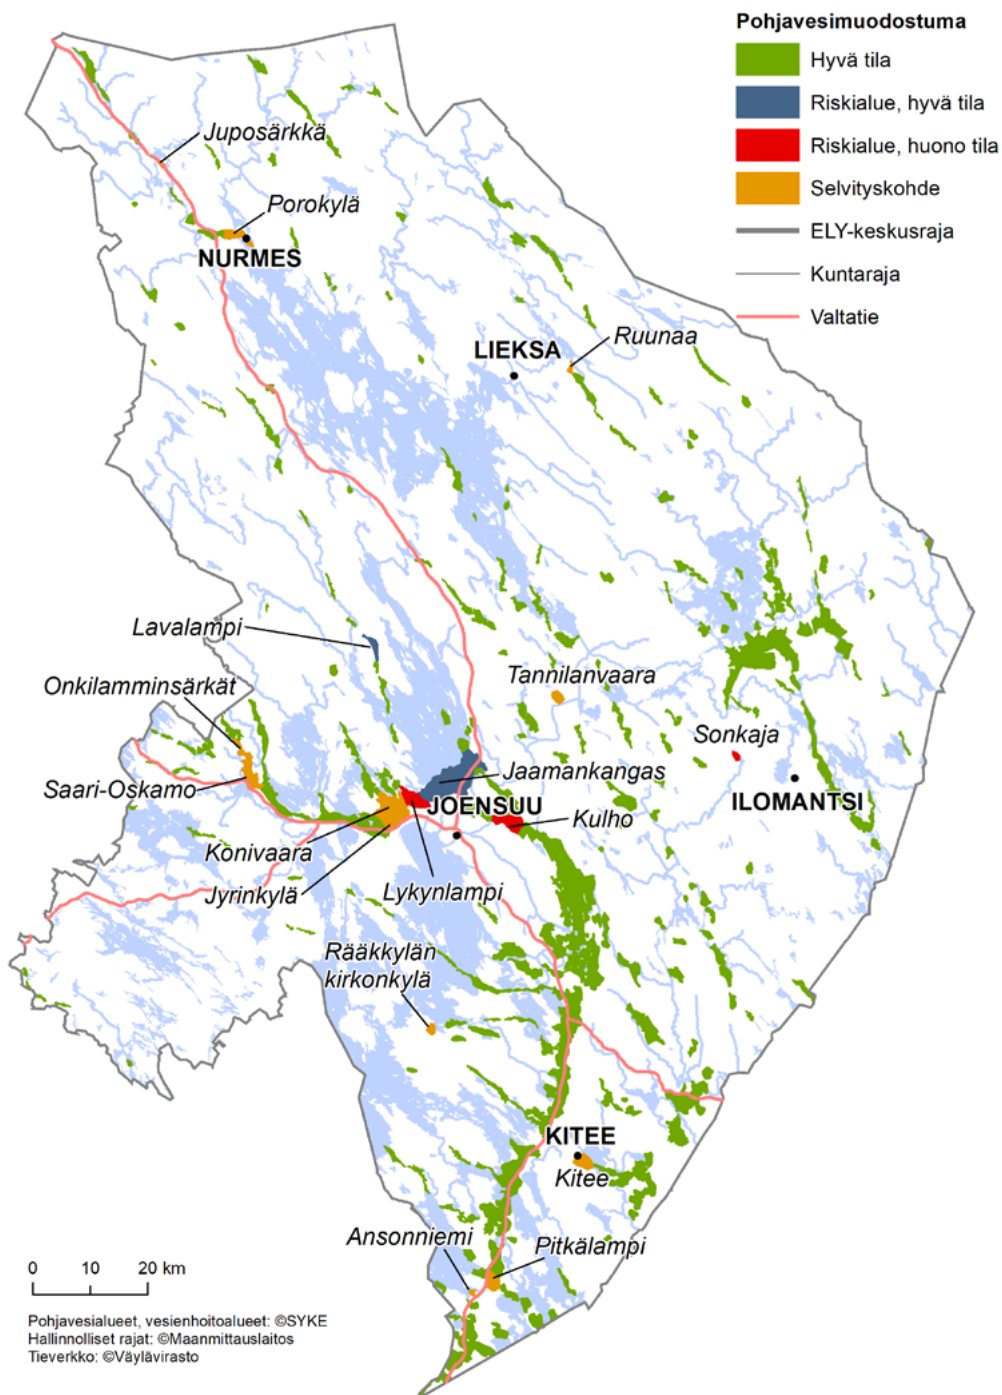 Pohjavesimuodostuma
Hyvä tila
Riskialue, hyvä tila
Riskialue, huono tila
Selvityskohde
ELY-keskusraja
Kuntaraja
Valtatie
Juposärkkä
Porokylä
NURMES
Ruunaa
LIEKSA
Lavalampi
Tannilanvaara
Onkilamminsärkät
Sonkaja
Saari-Oskamo
Jaamankangas
JOENSUU
ILOMANTSI
Kulho
Konivaara
Jyrinkylä
Lykynlampi
Rääkkylän
kirkonkylä
KITEE
Kitee
Ansonniemi
Pitkälampi
0 10 20 km
Pohjavesialueet, vesienhoitoalueet: ©SYKE
Hallinnolliset rajat: ©Maanmittauslaitos
Tieverkko: ©Väylävirasto